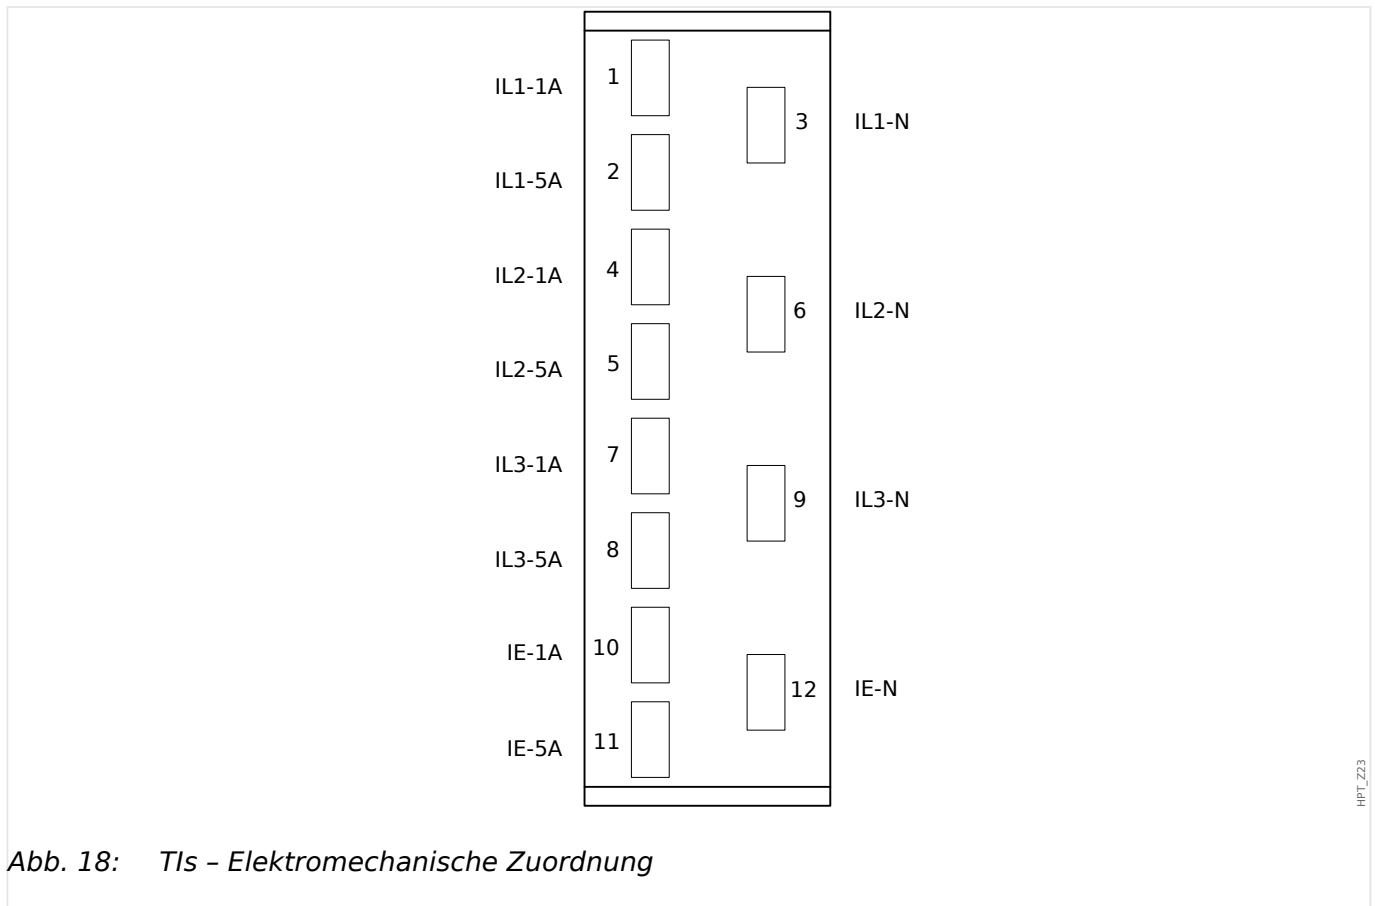 IL1-1A 1
3 IL1-N
IL1-5A 2
IL2-1A 4
6 IL2-N
IL2-5A 5
IL3-1A 7
9 IL3-N
IL3-5A 8
IE-1A 10
12 IE-N
IE-5A 11
HPT_Z23
Abb. 18: TIs – Elektromechanische Zuordnung